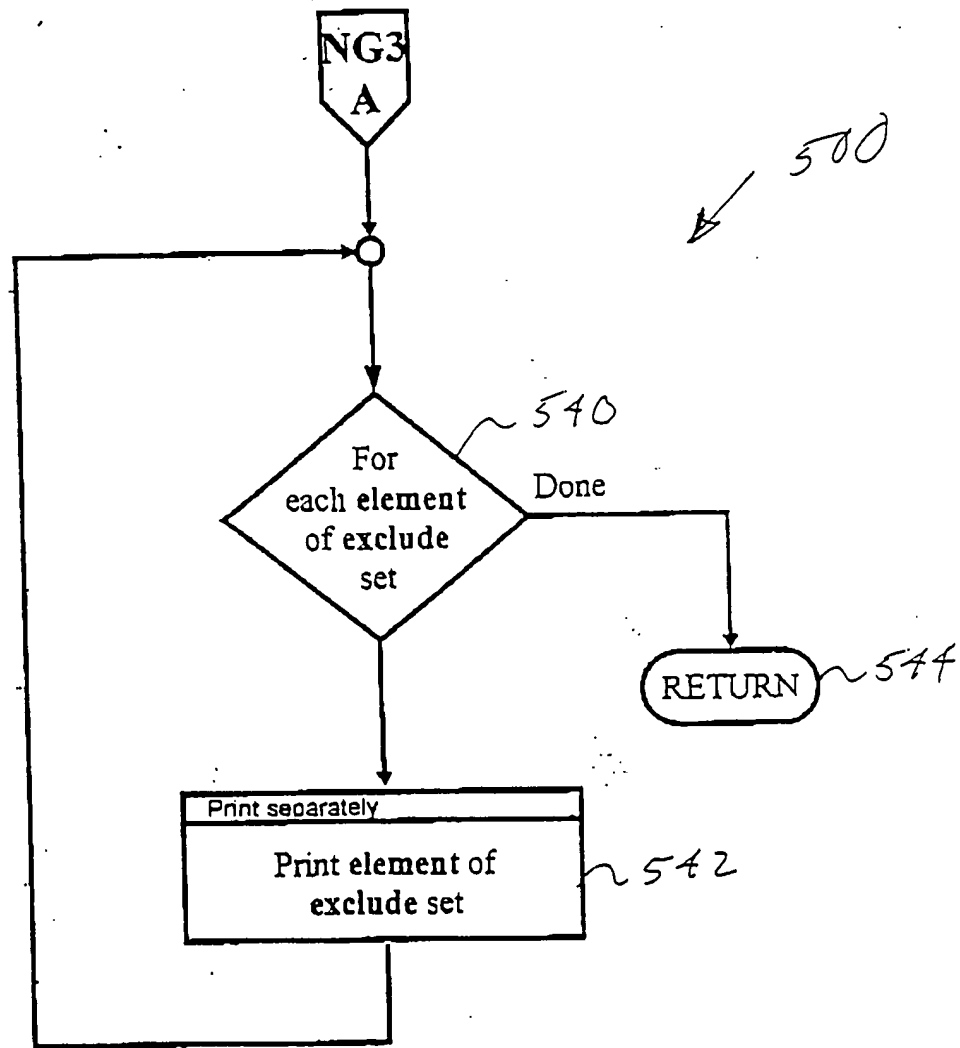 NG3
A
500
540
For
each element
of exclude
set
Done
RETURN
544
Print separately
Print element of
exclude set
542